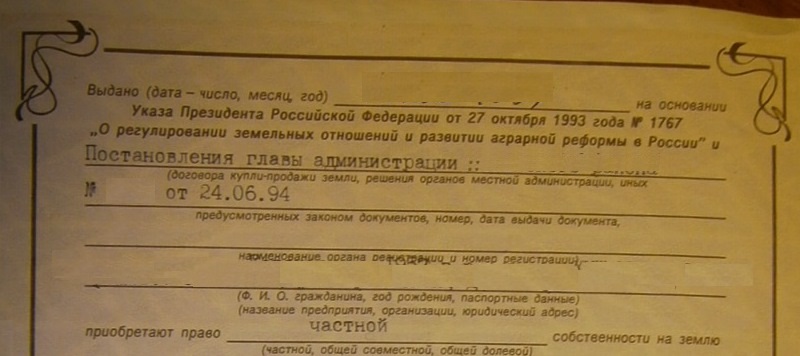 Выдано (дата – число, месяц, год) на основании
Указа Президента Российской Федерации от 27 октября 1993 года № 1767
„О регулировании земельных отношений и развитии аграрной реформы в России" и
Постановления главы администрации
(договора купли-продажи земли, решения органов местной администрации, иных
№ от 24.06.94
предусмотренных законом документов, номер, дата выдачи документа,
наименование органа регистрации и номер регистрации)
(Ф. И. О. гражданина, год рождения, паспортные данные)
(название предприятия, организации, юридический адрес)
приобретают право частной собственности на землю
(частной, общей совместной, общей долевой)